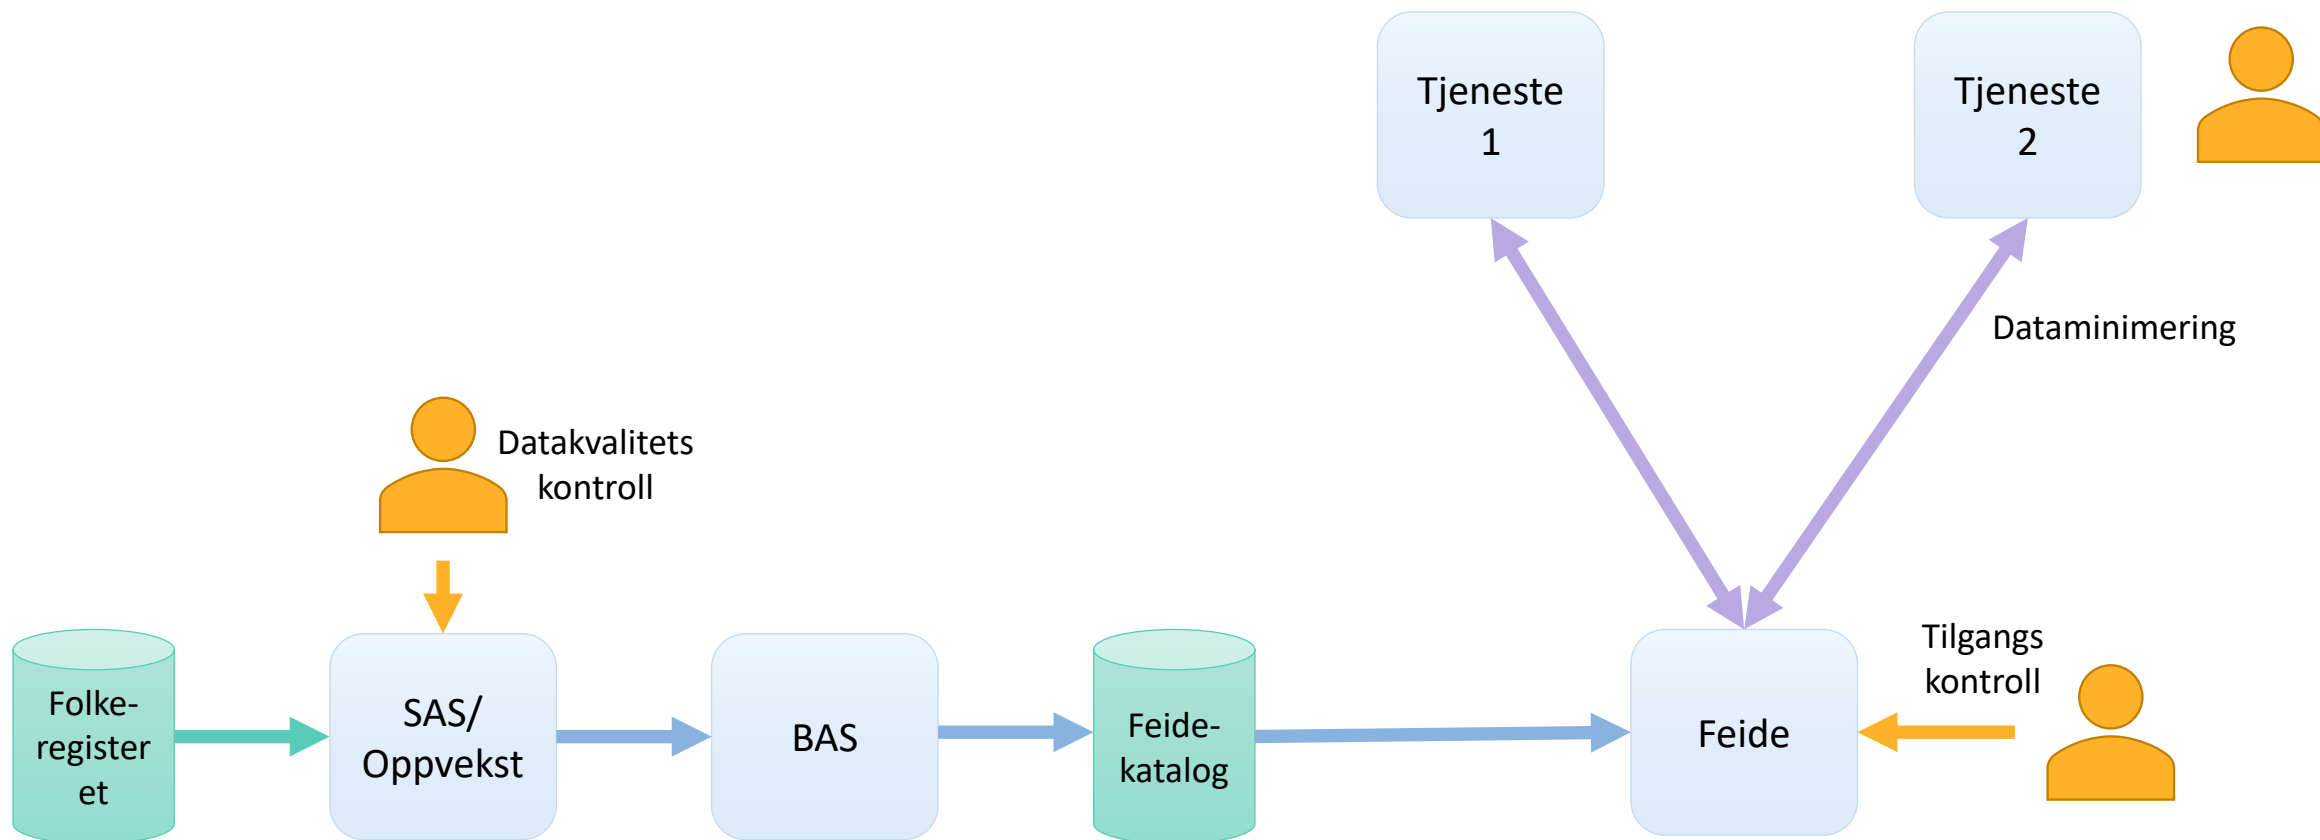 Tjeneste
1
Tjeneste
2
Dataminimering
Datakvalitets
kontroll
Folke-
register
et
SAS/
Oppvekst
BAS
Feide-
katalog
Feide
Tilgangs
kontroll